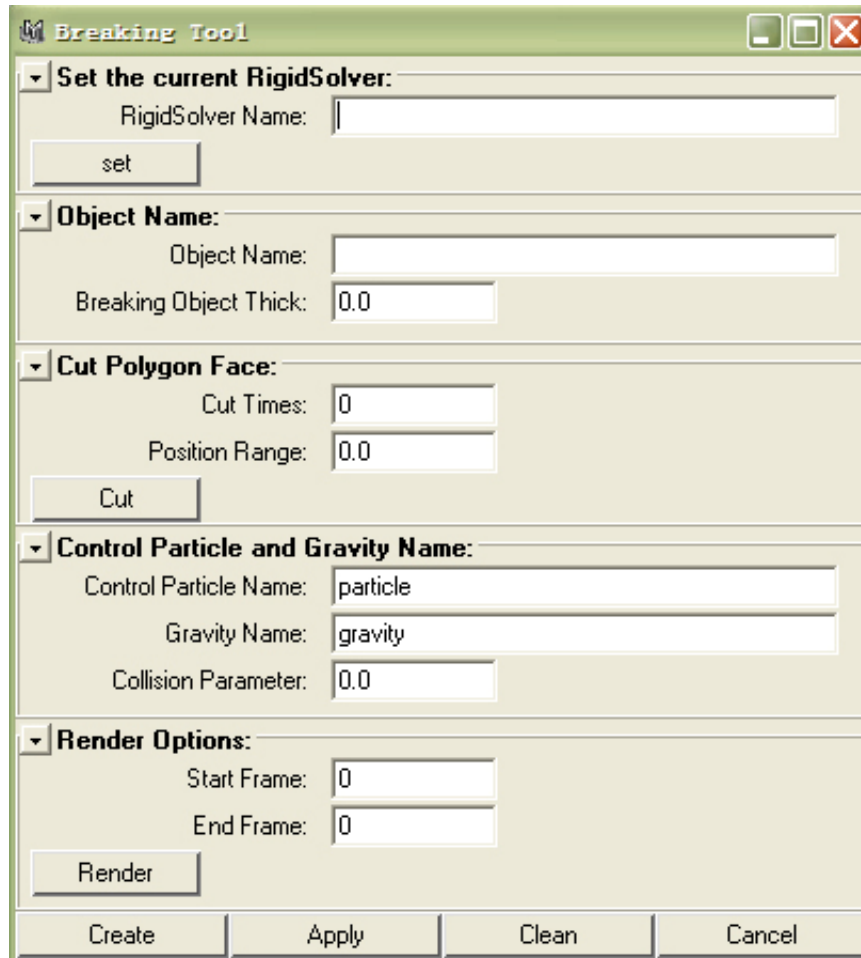 Breaking Tool
Set the current RigidSolver:
RigidSolver Name:
set
Object Name:
Object Name:
Breaking Object Thick: 0.0
Cut Polygon Face:
Cut Times: 0
Position Range: 0.0
Cut
Control Particle and Gravity Name:
Control Particle Name: particle
Gravity Name: gravity
Collision Parameter: 0.0
Render Options:
Start Frame: 0
End Frame: 0
Render
Create Apply Clean Cancel